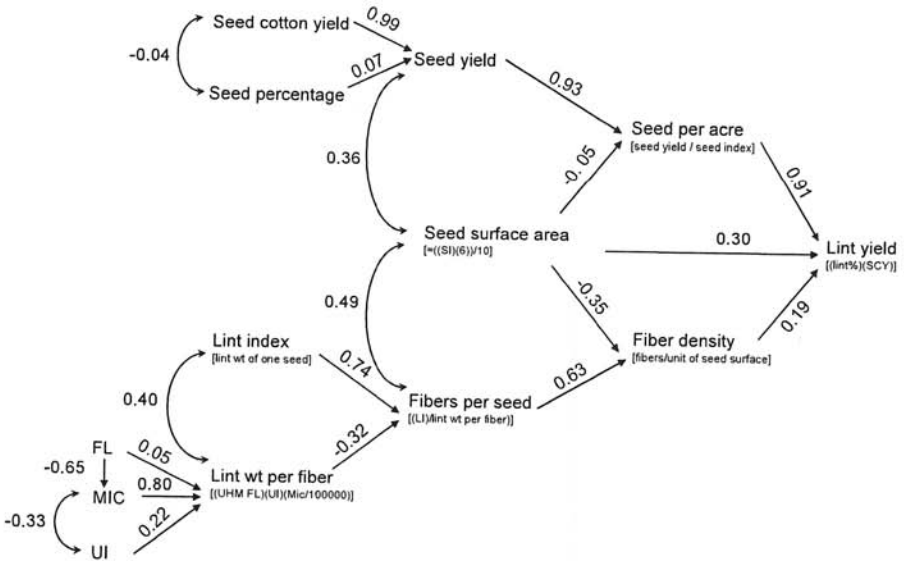 Seed cotton yield
0.99
-0.04
Seed yield
0.07
Seed percentage
0.93
Seed per acre
[seed yield / seed index]
0.36
-0. 05
0.91
Seed surface area
[=((SI)(6))/10]
0.30
Lint yield
[(lint%)(SCY)]
0.49
-0.35
0.19
Lint index
[lint wt of one seed]
Fiber density
[fibers/unit of seed surface]
0.74
0.63
0.40
Fibers per seed
[(LI)/lint wt per fiber)]
-0.32
FL
0.05
-0.65
Lint wt per fiber
[(UHM FL)(UI)(Mic/100000)]
0.80
MIC
-0.33
0.22
UI